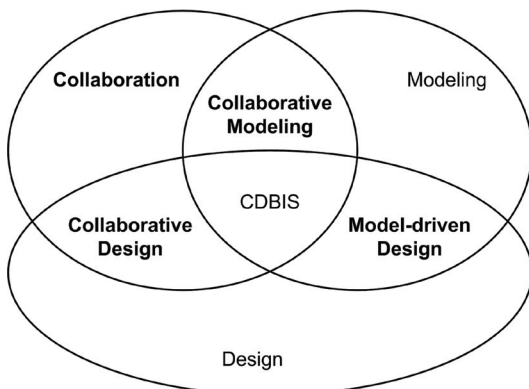 Collaboration
Modeling
Collaborative
Modeling
CDBIS
Collaborative
Design
Model-driven
Design
Design